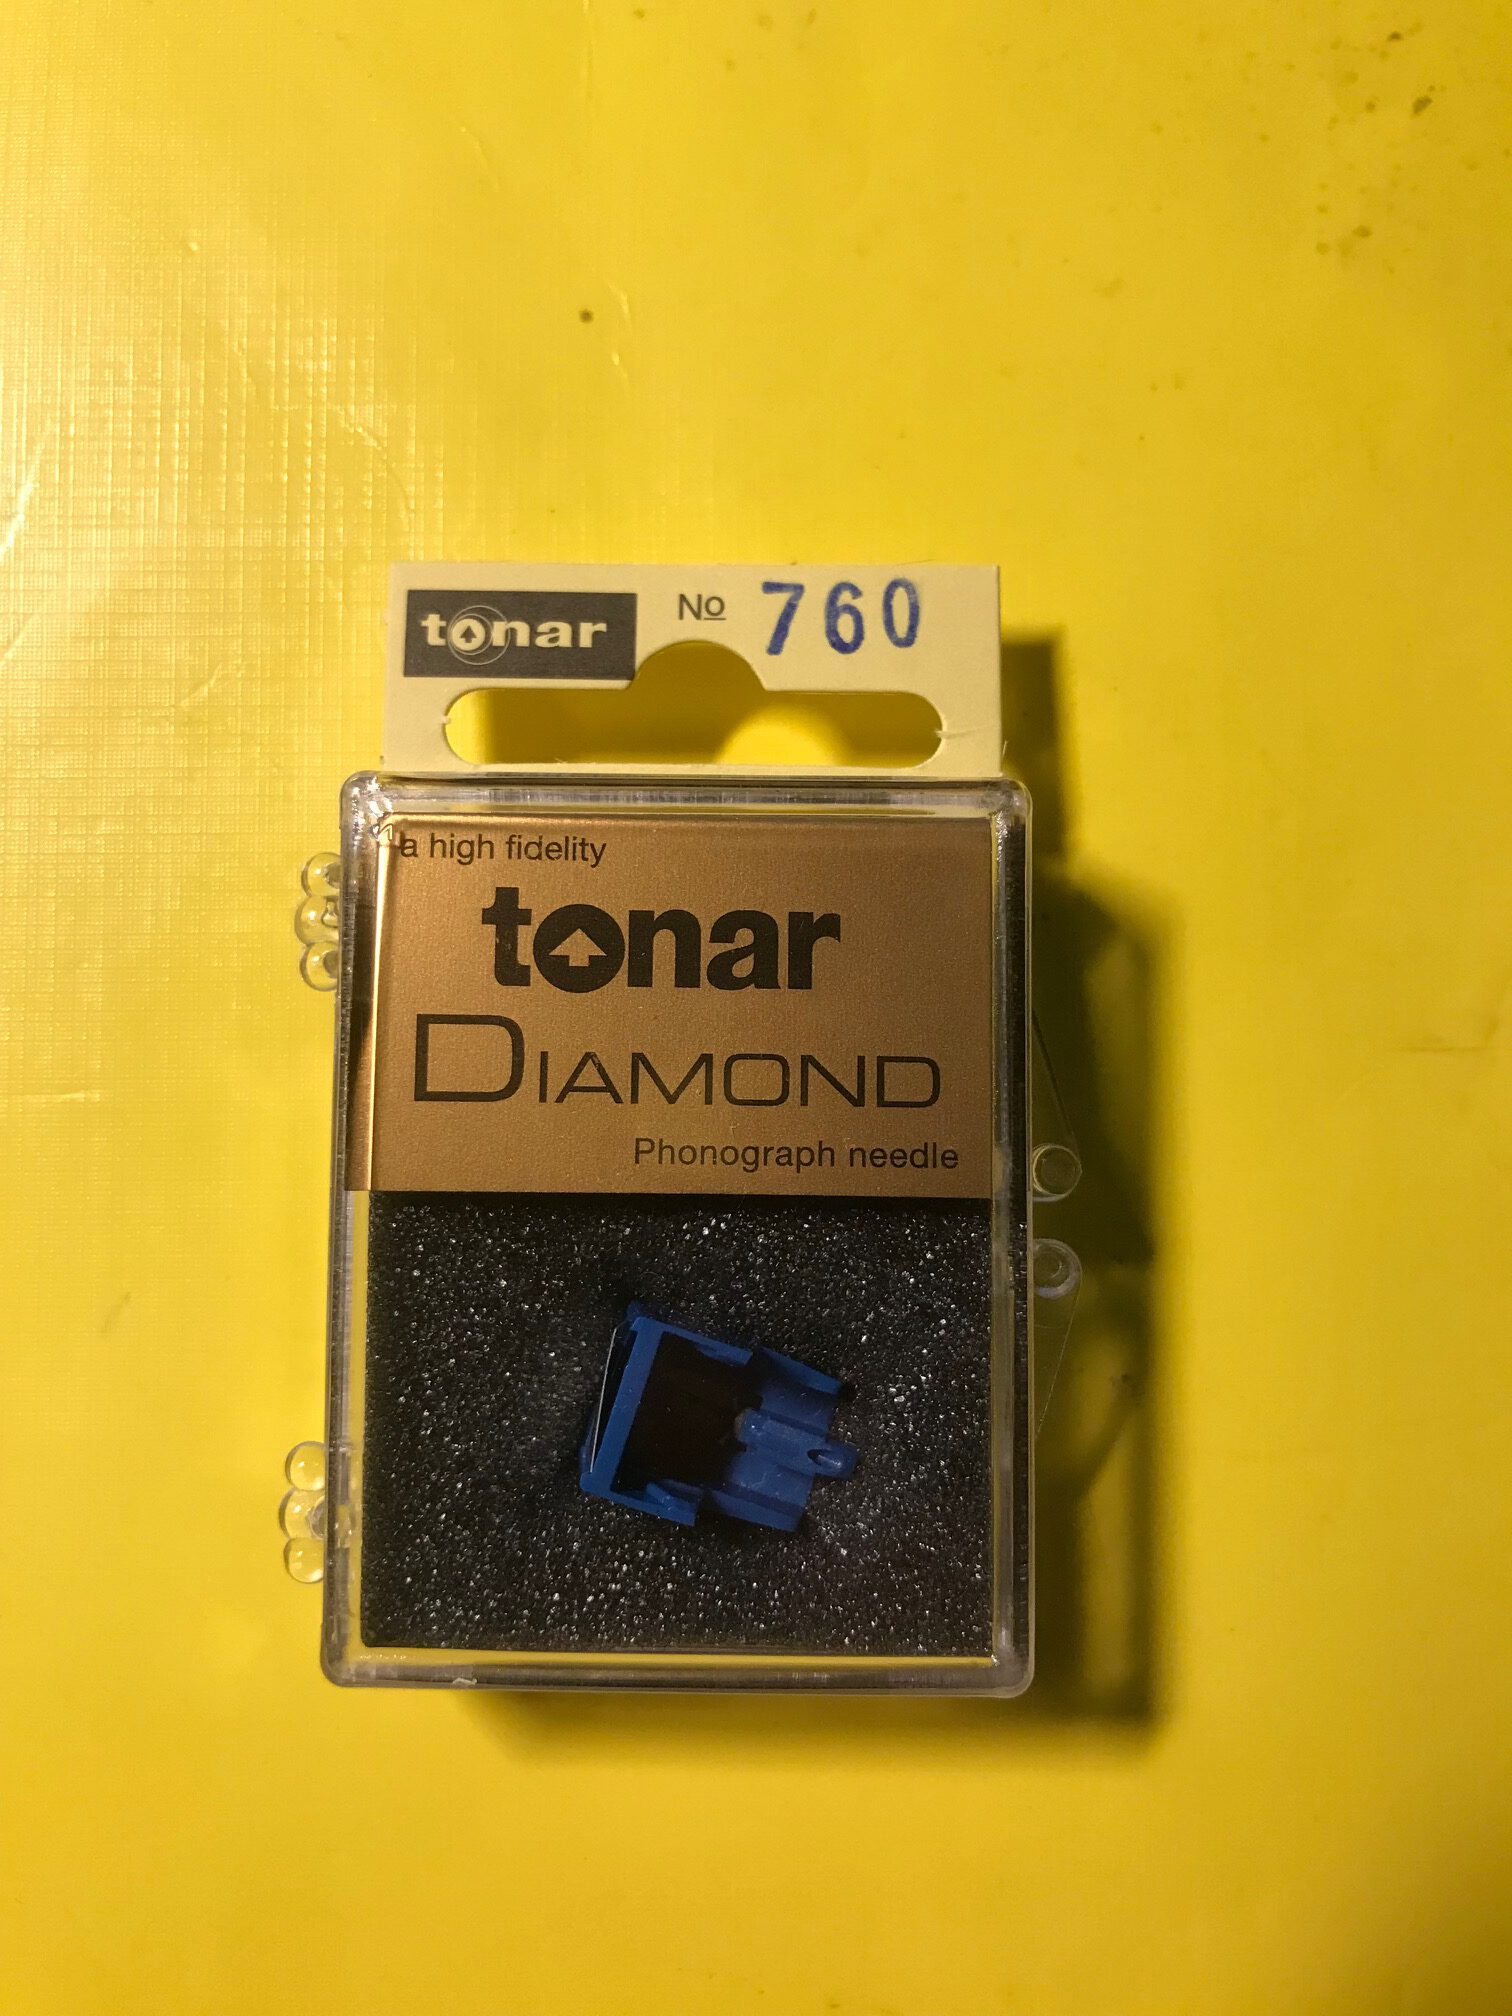 tonar Nº 760
a high fidelity
tonar
DIAMOND
Phonograph needle